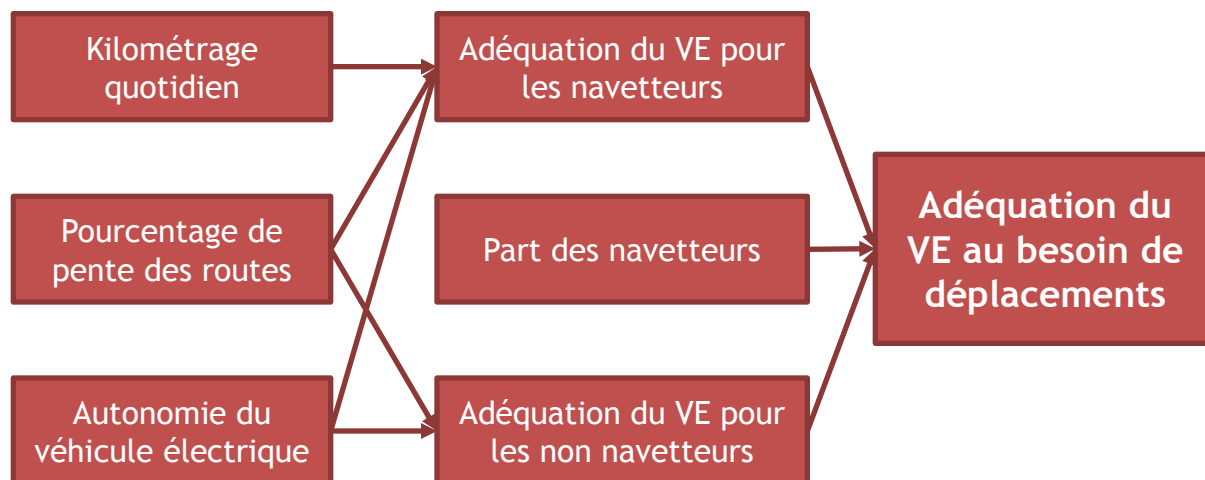 Kilométrage
quotidien
Adéquation du VE pour
les navetteurs
Pourcentage de
pente des routes
Part des navetteurs
Adéquation du
VE au besoin de
déplacements
Autonomie du
véhicule électrique
Adéquation du VE pour
les non navetteurs